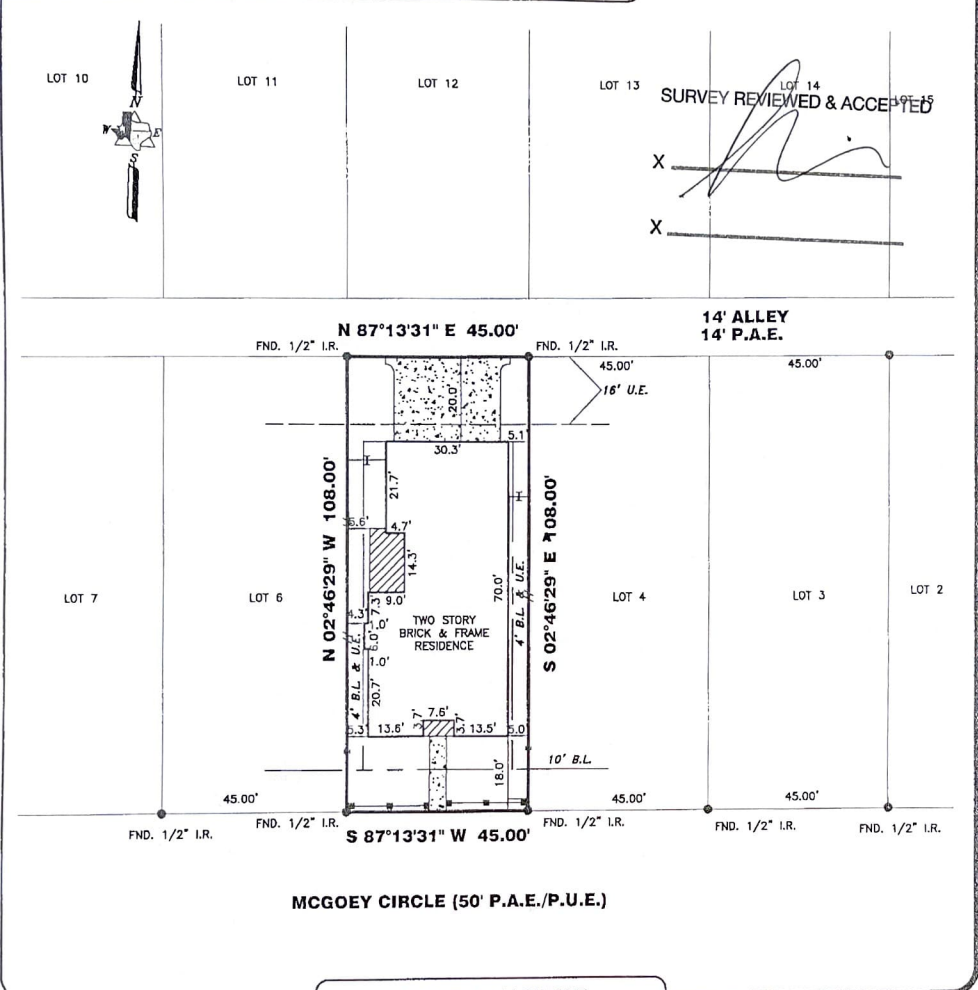 LOT 10
LOT 11
LOT 12
LOT 13
LOT 14
LOT 15
SURVEY REVIEWED & ACCEPTED
N
W E
S
X
X
14' ALLEY
14' P.A.E.
N 87°13'31" E 45.00'
FND. 1/2" I.R.
FND. 1/2" I.R.
45.00'
45.00'
16' U.E.
20.0'
5.1'
30.3'
N 02°46'29" W 108.00'
S 02°46'29" E 108.00'
21.7'
4.7'
14.3'
9.0'
7.3'
4.3'
1.0'
6.0'
1.0'
70.0'
4' B.L. & U.E.
4' B.L. & U.E.
TWO STORY
BRICK & FRAME
RESIDENCE
LOT 7
LOT 6
LOT 4
LOT 3
LOT 2
20.7'
7.6'
3.7'
3.7'
5.3'
13.6'
13.5'
5.0'
10' B.L.
18.0'
45.00'
45.00'
45.00'
FND. 1/2" I.R.
FND. 1/2" I.R.
FND. 1/2" I.R.
FND. 1/2" I.R.
FND. 1/2" I.R.
S 87°13'31" W 45.00'
MCGOEY CIRCLE (50' P.A.E./P.U.E.)